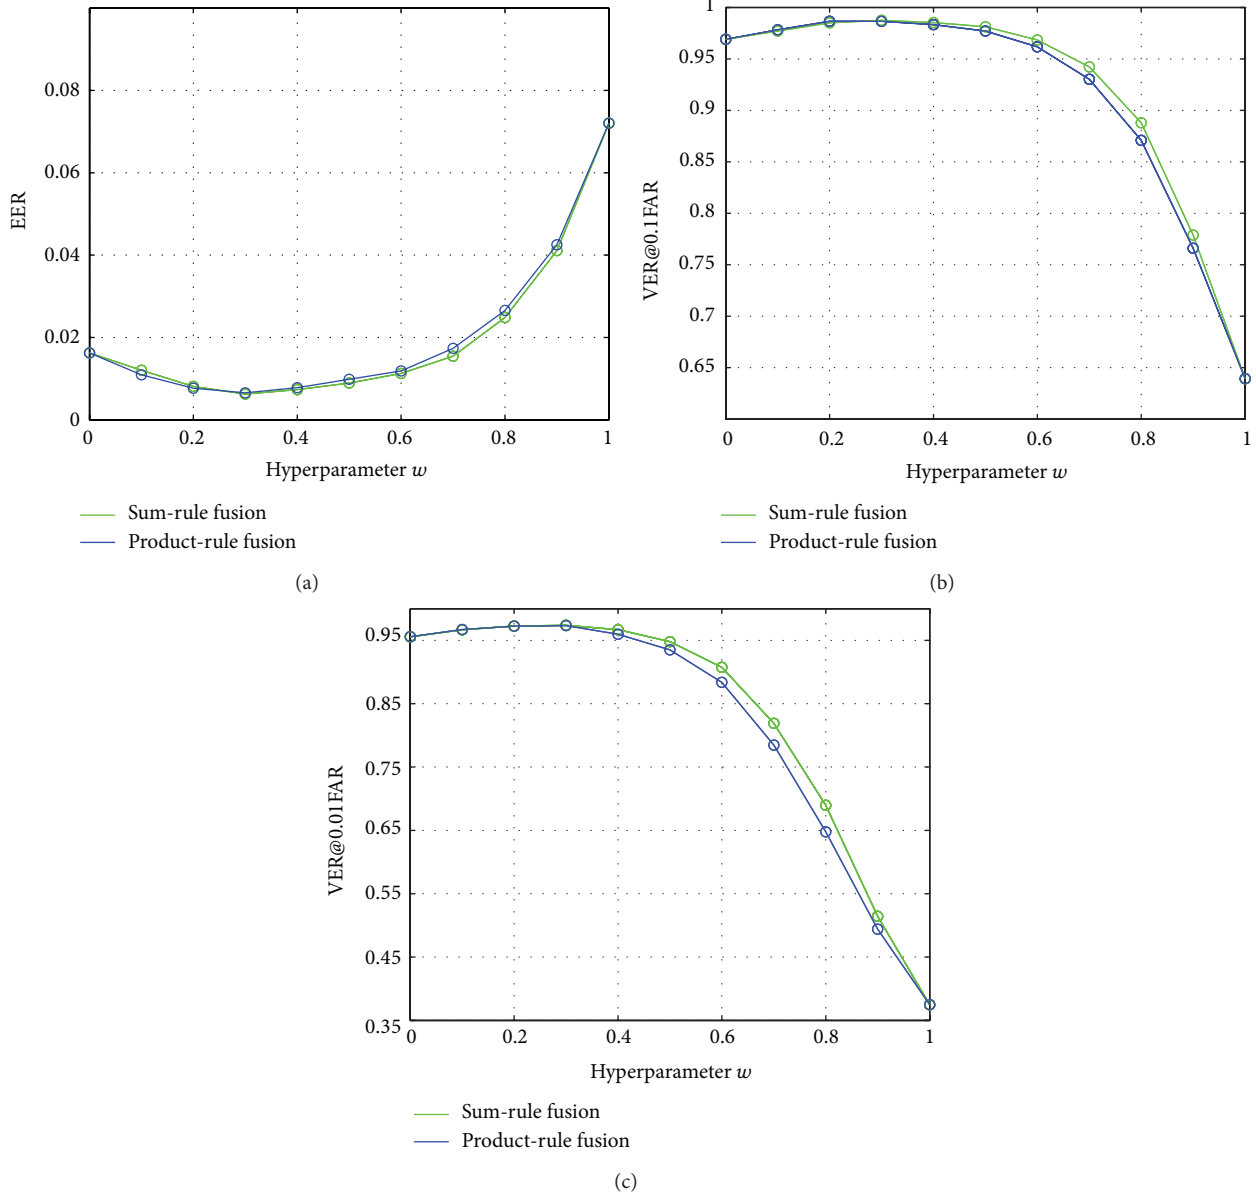 EER
0.08
0.06
0.04
0.02
0
0 0.2 0.4 0.6 0.8 1
Hyperparameter w
Sum-rule fusion
Product-rule fusion
(a)
VER@0.1FAR
1
0.95
0.9
0.85
0.8
0.75
0.7
0.65
0 0.2 0.4 0.6 0.8 1
Hyperparameter w
Sum-rule fusion
Product-rule fusion
(b)
VER@0.01FAR
0.95
0.85
0.75
0.65
0.55
0.45
0.35
0 0.2 0.4 0.6 0.8 1
Hyperparameter w
Sum-rule fusion
Product-rule fusion
(c)